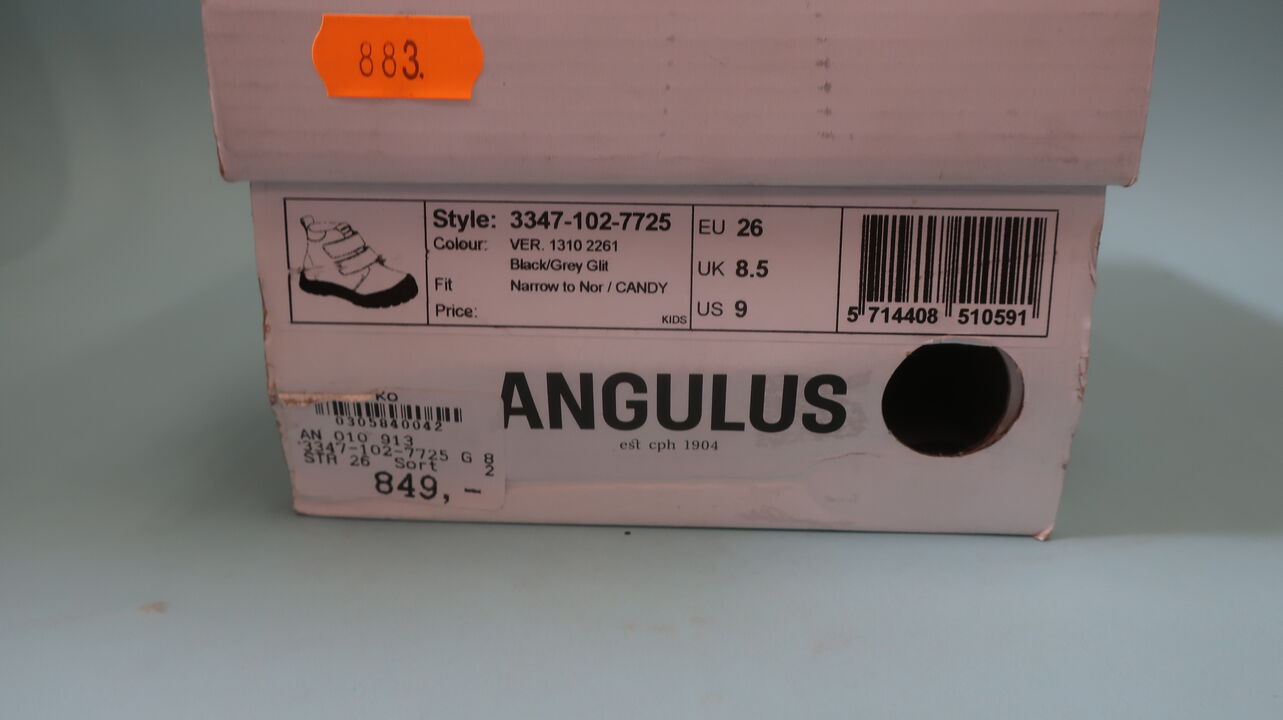 883.
Style: 3347-102-7725
Colour: VER. 1310 2261
Black/Grey Glit
Fit Narrow to Nor / CANDY
Price:
KIDS
EU 26
UK 8.5
US 9
5 714408 510591
ANGULUS
est cph 1904
KO
0305840042
AN 010 913
3347-102-7725 G 8
STR 26 Sort 2
849,-